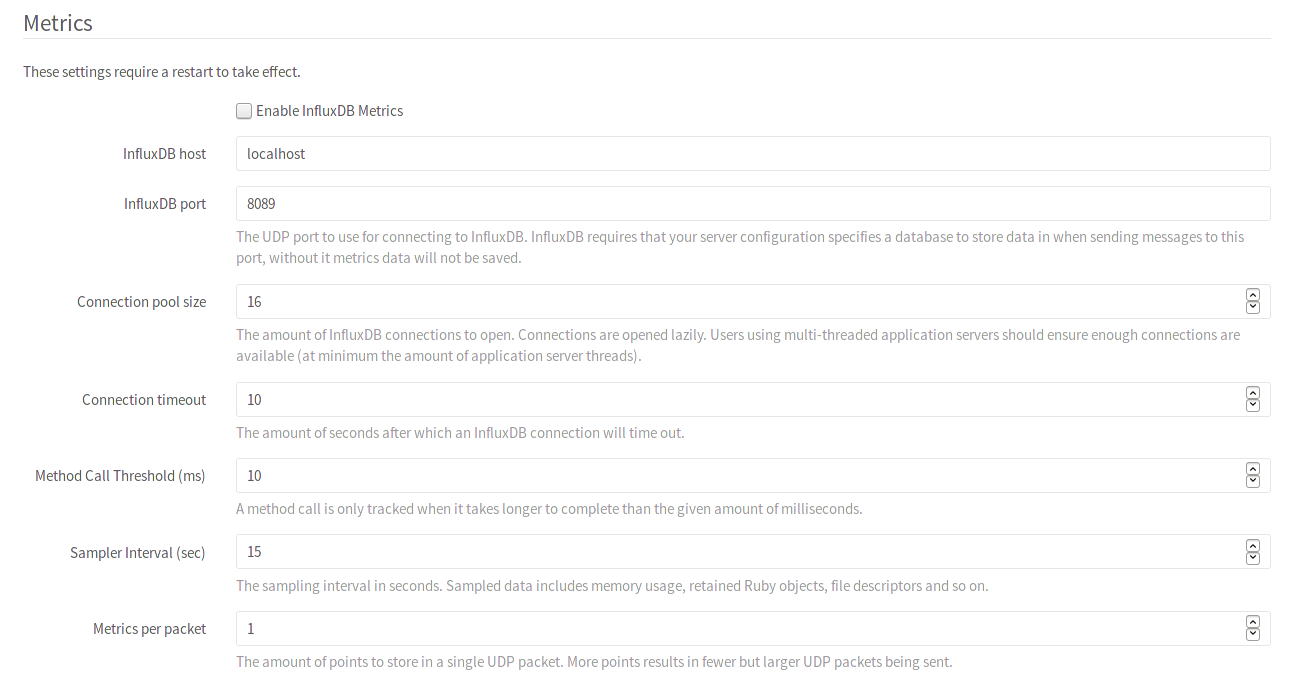 Metrics
These settings require a restart to take effect.
Enable InfluxDB Metrics
InfluxDB host
localhost
InfluxDB port
8089
The UDP port to use for connecting to InfluxDB. InfluxDB requires that your server configuration specifies a database to store data in when sending messages to this
port, without it metrics data will not be saved.
Connection pool size
16
The amount of InfluxDB connections to open. Connections are opened lazily. Users using multi-threaded application servers should ensure enough connections are
available (at minimum the amount of application server threads).
Connection timeout
10
The amount of seconds after which an InfluxDB connection will time out.
Method Call Threshold (ms)
10
A method call is only tracked when it takes longer to complete than the given amount of milliseconds.
Sampler Interval (sec)
15
The sampling interval in seconds. Sampled data includes memory usage, retained Ruby objects, file descriptors and so on.
Metrics per packet
1
The amount of points to store in a single UDP packet. More points results in fewer but larger UDP packets being sent.